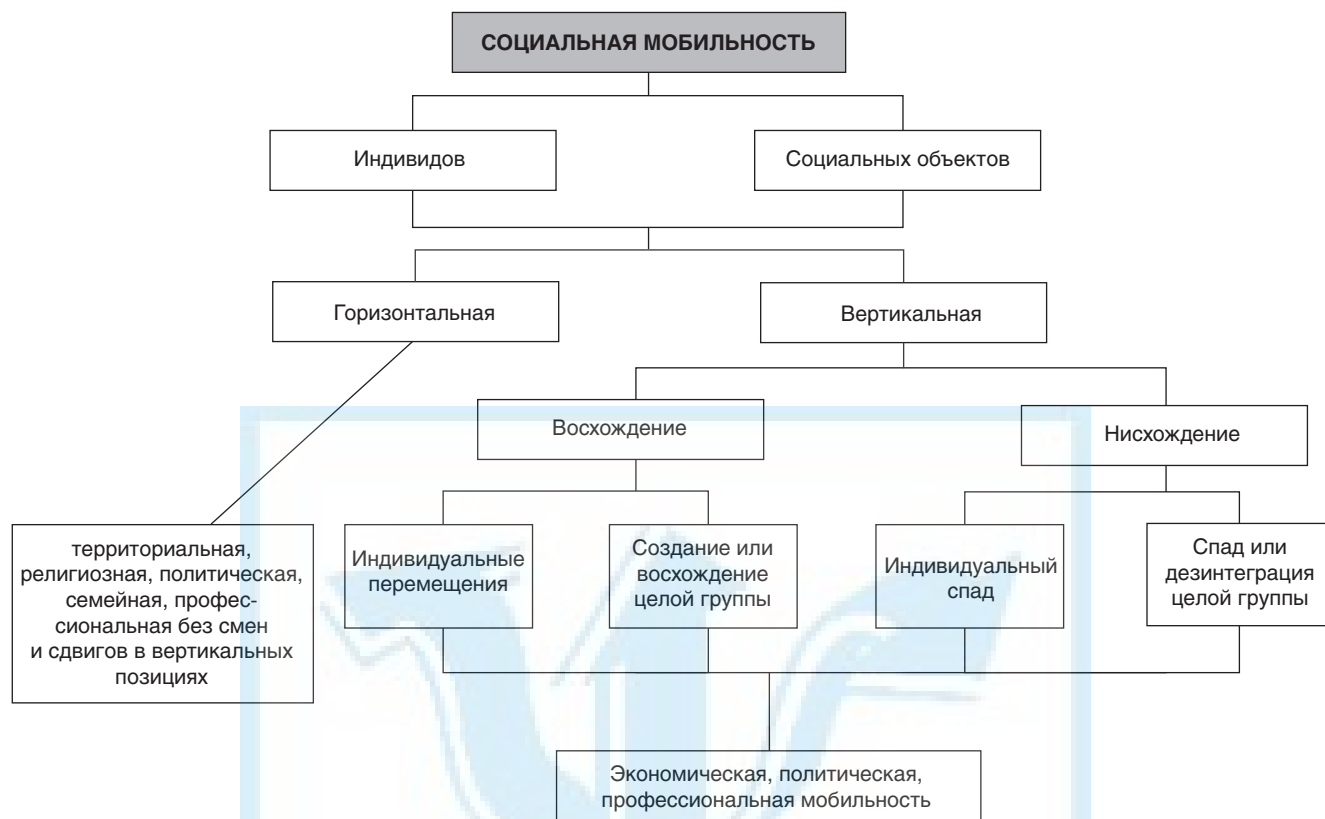 СОЦИАЛЬНАЯ МОБИЛЬНОСТЬ
Индивидов
Социальных объектов
Горизонтальная
Вертикальная
Восхождение
Нисхождение
территориальная,
религиозная, политическая,
семейная, профес-
сиональная без смен
и сдвигов в вертикальных
позициях
Индивидуальные
перемещения
Создание или
восхождение
целой группы
Индивидуальный
спад
Спад или
дезинтеграция
целой группы
Экономическая, политическая,
профессиональная мобильность